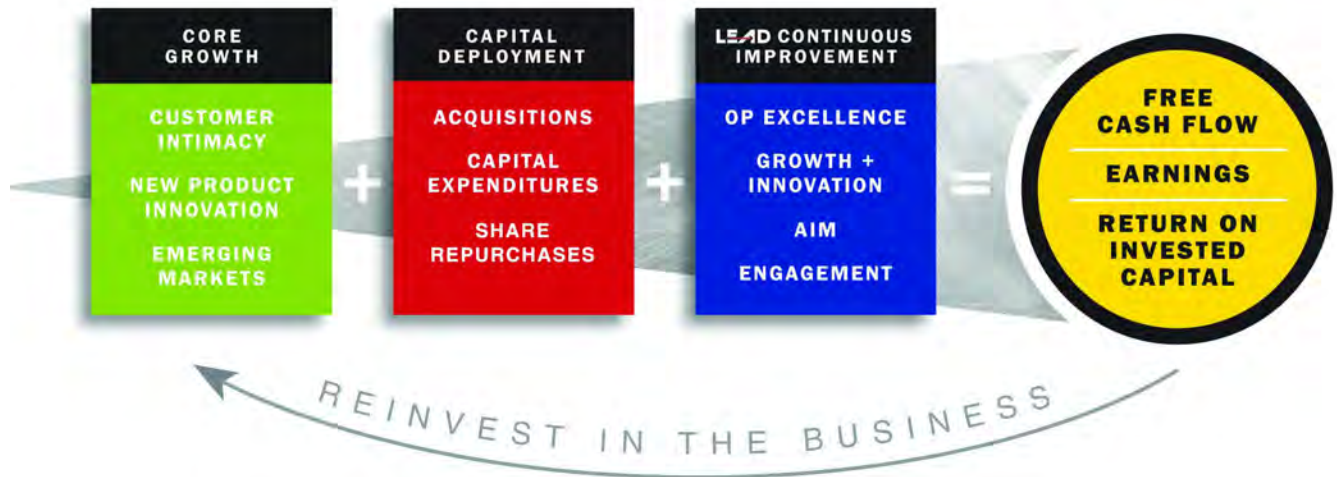 CORE
GROWTH
CUSTOMER
INTIMACY
NEW PRODUCT
INNOVATION
EMERGING
MARKETS
+
CAPITAL
DEPLOYMENT
ACQUISITIONS
CAPITAL
EXPENDITURES
SHARE
REPURCHASES
+
LEAD CONTINUOUS
IMPROVEMENT
OP EXCELLENCE
GROWTH +
INNOVATION
AIM
ENGAGEMENT
=
FREE
CASH FLOW
EARNINGS
RETURN ON
INVESTED
CAPITAL
REINVEST IN THE BUSINESS